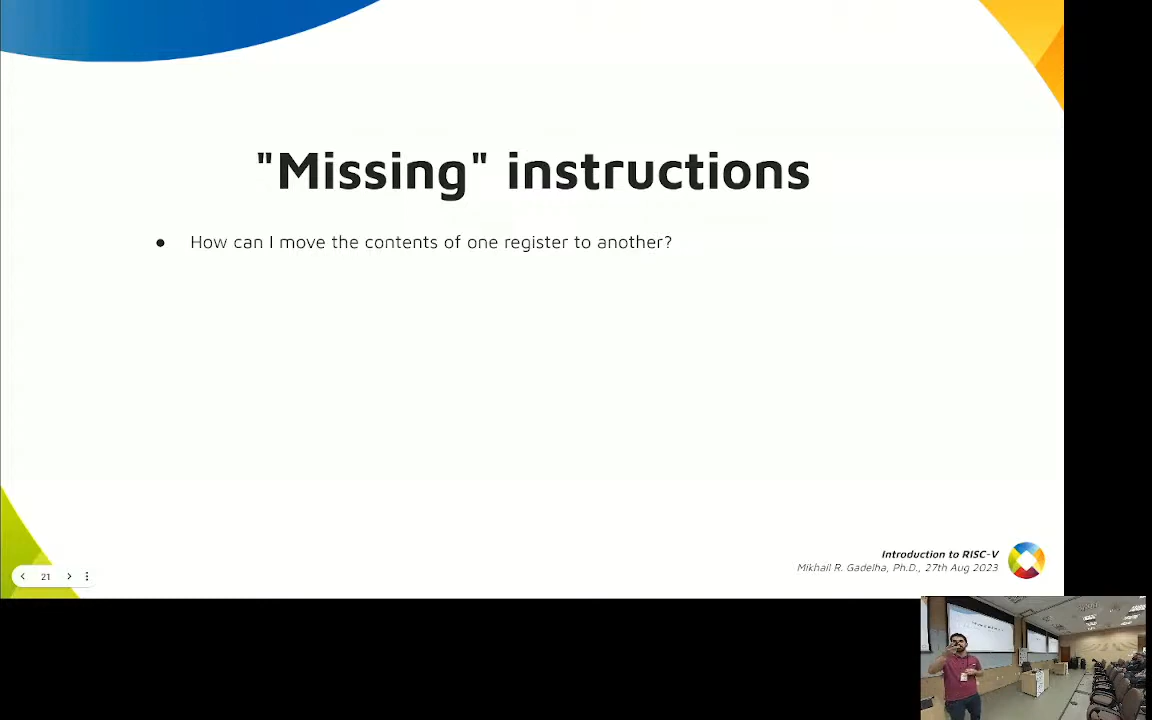 "Missing" instructions
● How can I move the contents of one register to another?
Introduction to RISC-V
Mikhail R. Gadelha, Ph.D., 27th Aug 2023
21